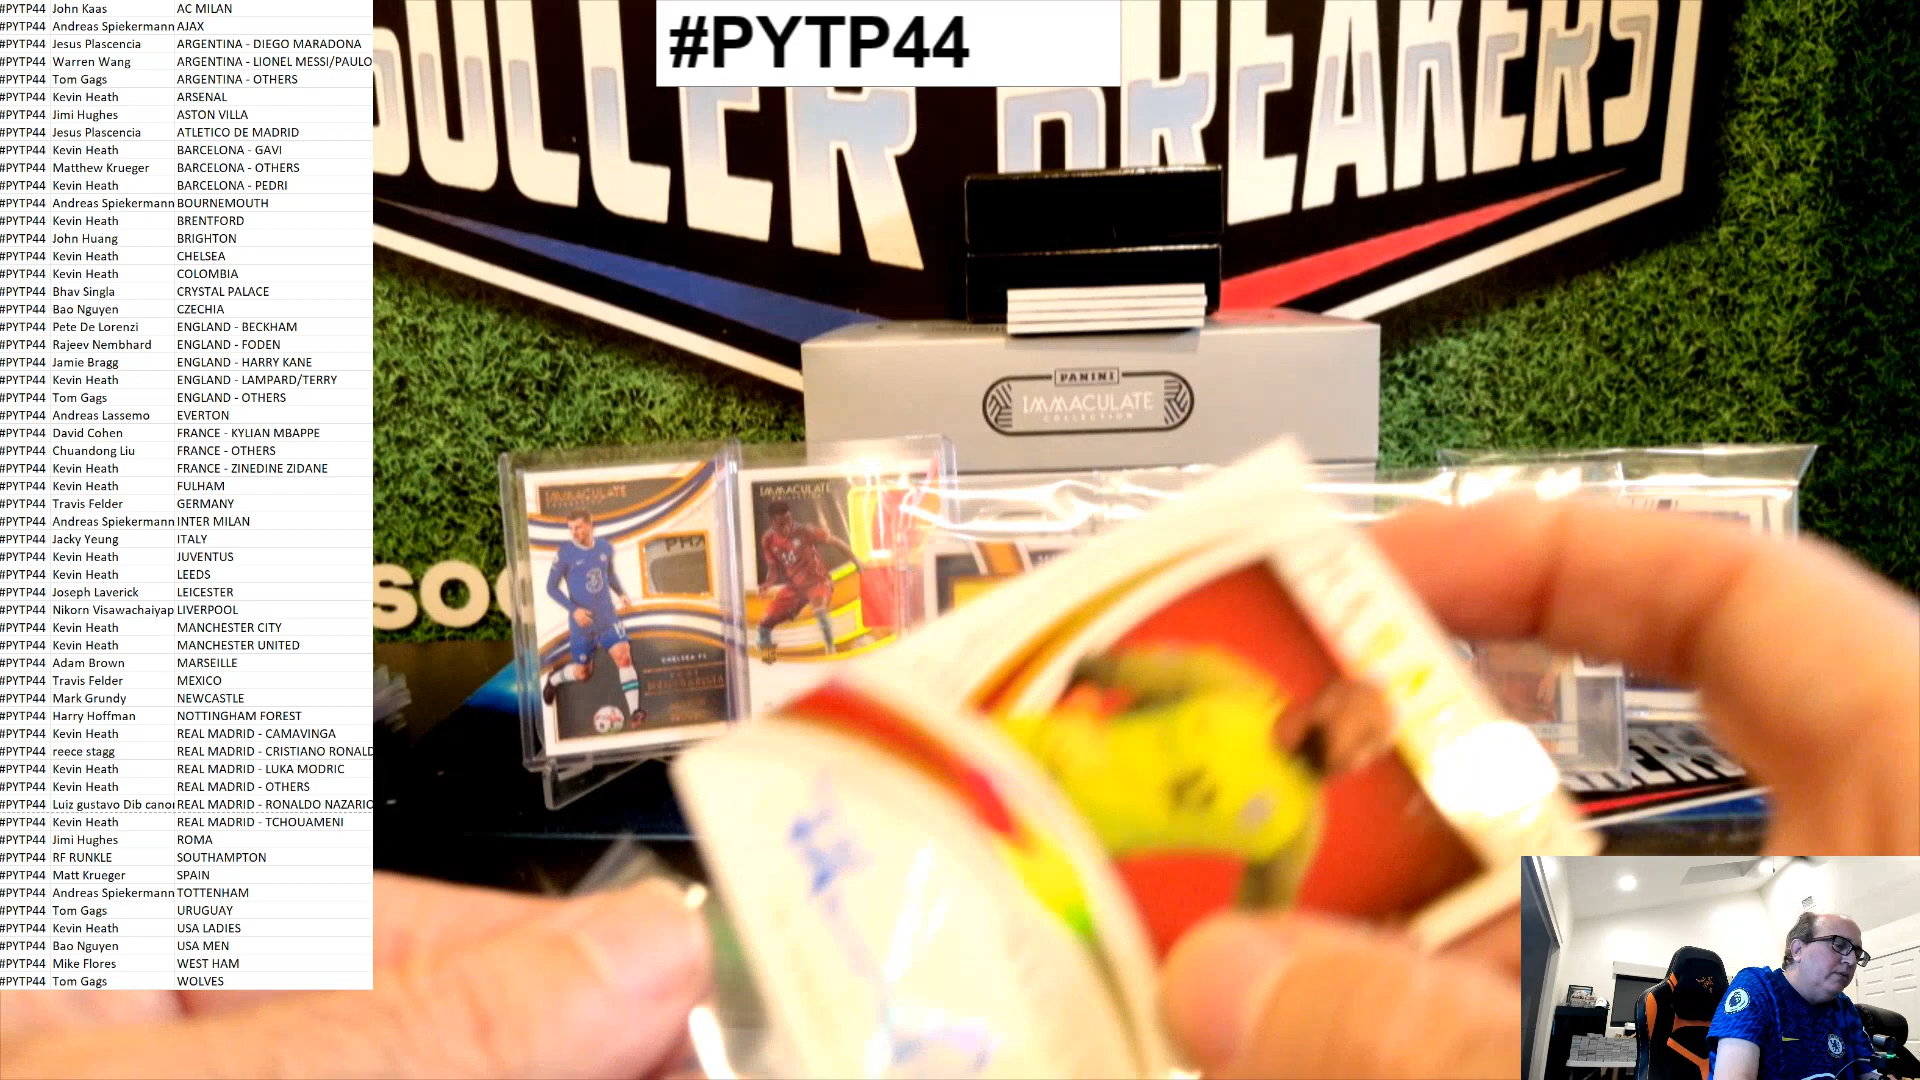 #PYTP44 John Kaas AC MILAN
#PYTP44 Andreas Spiekermann AJAX
#PYTP44 Jesus Plascencia ARGENTINA - DIEGO MARADONA
#PYTP44 Warren Wang ARGENTINA - LIONEL MESSI/PAULO
#PYTP44 Tom Gags ARGENTINA - OTHERS
#PYTP44 Kevin Heath ARSENAL
#PYTP44 Jimi Hughes ASTON VILLA
#PYTP44 Jesus Plascencia ATLETICO DE MADRID
#PYTP44 Kevin Heath BARCELONA - GAVI
#PYTP44 Matthew Krueger BARCELONA - OTHERS
#PYTP44 Kevin Heath BARCELONA - PEDRI
#PYTP44 Andreas Spiekermann BOURNEMOUTH
#PYTP44 Kevin Heath BRENTFORD
#PYTP44 John Huang BRIGHTON
#PYTP44 Kevin Heath CHELSEA
#PYTP44 Kevin Heath COLOMBIA
#PYTP44 Bhav Singla CRYSTAL PALACE
#PYTP44 Bao Nguyen CZECHIA
#PYTP44 Pete De Lorenzi ENGLAND - BECKHAM
#PYTP44 Rajeev Nembhard ENGLAND - FODEN
#PYTP44 Jamie Bragg ENGLAND - HARRY KANE
#PYTP44 Kevin Heath ENGLAND - LAMPARD/TERRY
#PYTP44 Tom Gags ENGLAND - OTHERS
#PYTP44 Andreas Lassemo EVERTON
#PYTP44 David Cohen FRANCE - KYLIAN MBAPPE
#PYTP44 Chuandong Liu FRANCE - OTHERS
#PYTP44 Kevin Heath FRANCE - ZINEDINE ZIDANE
#PYTP44 Kevin Heath FULHAM
#PYTP44 Travis Felder GERMANY
#PYTP44 Andreas Spiekermann INTER MILAN
#PYTP44 Jacky Yeung ITALY
#PYTP44 Kevin Heath JUVENTUS
#PYTP44 Kevin Heath LEEDS
#PYTP44 Joseph Laverick LEICESTER
#PYTP44 Nikorn Visawachaiyap LIVERPOOL
#PYTP44 Kevin Heath MANCHESTER CITY
#PYTP44 Kevin Heath MANCHESTER UNITED
#PYTP44 Adam Brown MARSEILLE
#PYTP44 Travis Felder MEXICO
#PYTP44 Mark Grundy NEWCASTLE
#PYTP44 Harry Hoffman NOTTINGHAM FOREST
#PYTP44 Kevin Heath REAL MADRID - CAMAVINGA
#PYTP44 reece stagg REAL MADRID - CRISTIANO RONALD
#PYTP44 Kevin Heath REAL MADRID - LUKA MODRIC
#PYTP44 Kevin Heath REAL MADRID - OTHERS
#PYTP44 Luiz gustavo Dib canoi REAL MADRID - RONALDO NAZARIO
#PYTP44 Kevin Heath REAL MADRID - TCHOUAMENI
#PYTP44 Jimi Hughes ROMA
#PYTP44 RF RUNKLE SOUTHAMPTON
#PYTP44 Matt Krueger SPAIN
#PYTP44 Andreas Spiekermann TOTTENHAM
#PYTP44 Tom Gags URUGUAY
#PYTP44 Kevin Heath USA LADIES
#PYTP44 Bao Nguyen USA MEN
#PYTP44 Mike Flores WEST HAM
#PYTP44 Tom Gags WOLVES
#PYTP44
SOCCER BREAKERS
PANINI
IMMACULATE
COLLECTION
IMMACULATE
IMMACULATE
CHELSEA FC
MEMORABILIA
SOC